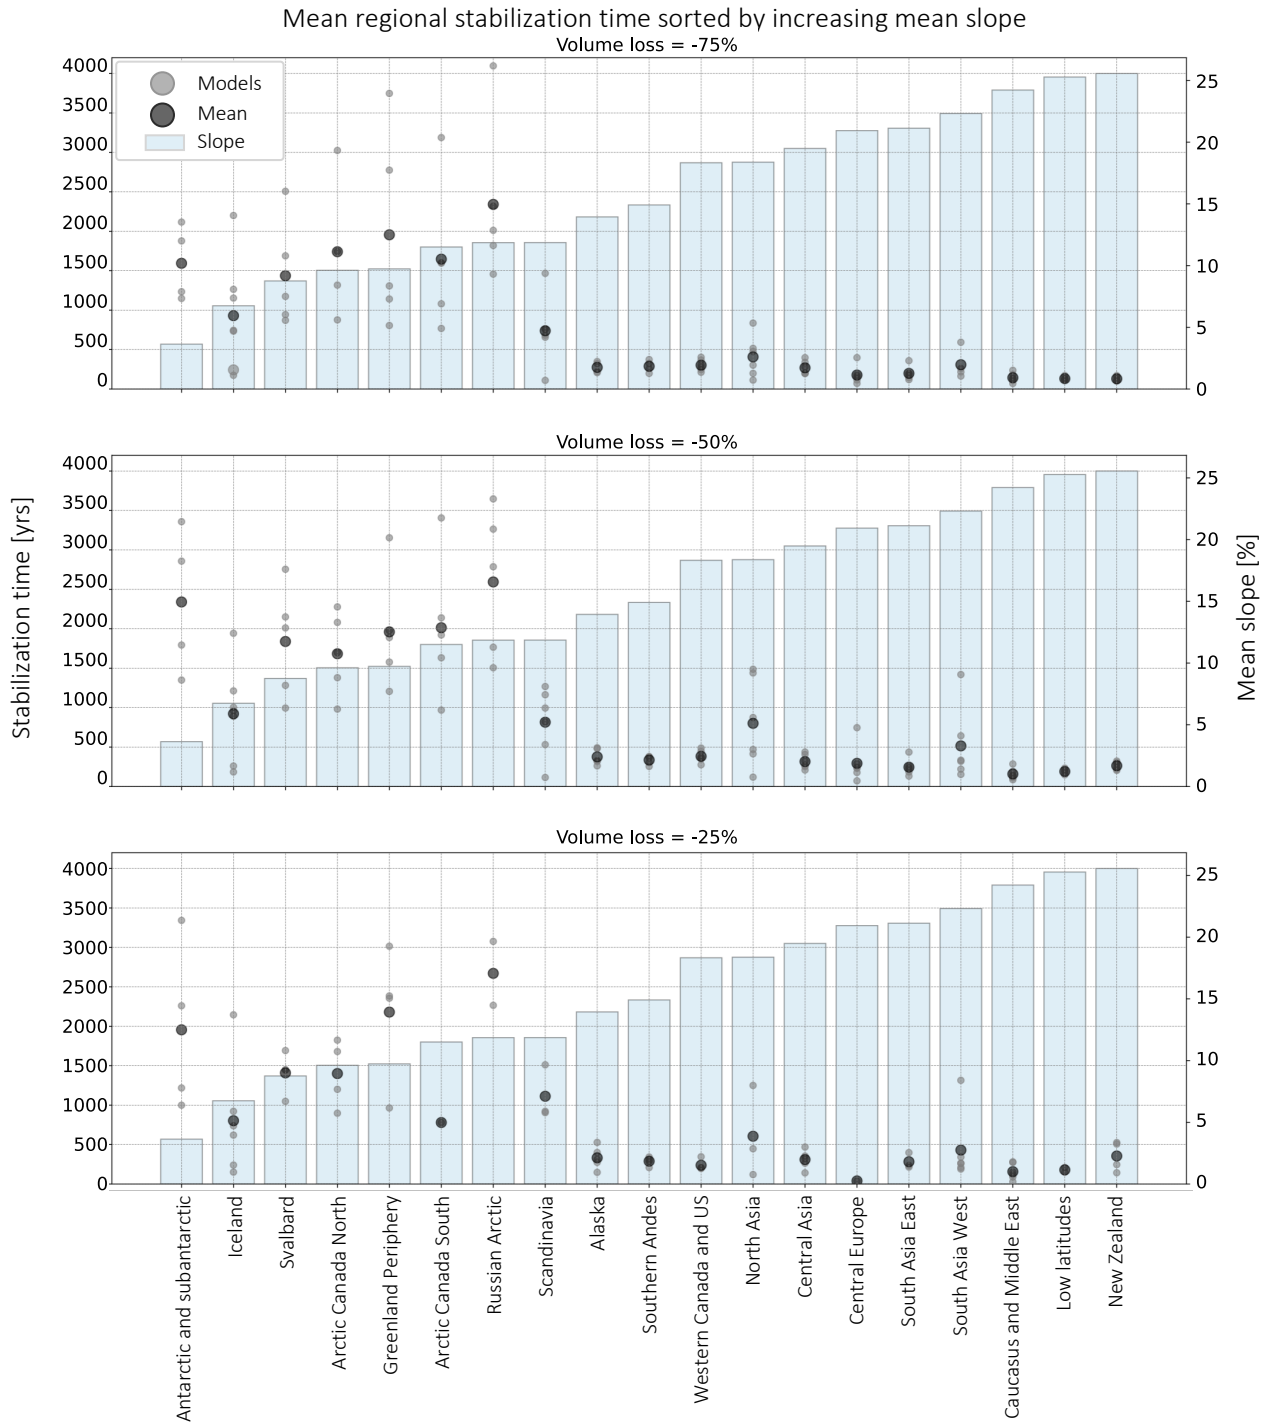 Mean regional stabilization time sorted by increasing mean slope
Volume loss = -75%
Models
Mean
Slope
4000
3500
3000
2500
2000
1500
1000
500
0
25
20
15
10
5
0
Volume loss = -50%
4000
3500
3000
2500
2000
1500
1000
500
0
25
20
15
10
5
0
Stabilization time [yrs]
Mean slope [%]
Volume loss = -25%
4000
3500
3000
2500
2000
1500
1000
500
0
25
20
15
10
5
0
Antarctic and subantarctic
Iceland
Svalbard
Arctic Canada North
Greenland Periphery
Arctic Canada South
Russian Arctic
Scandinavia
Alaska
Southern Andes
Western Canada and US
North Asia
Central Asia
Central Europe
South Asia East
South Asia West
Caucasus and Middle East
Low latitudes
New Zealand